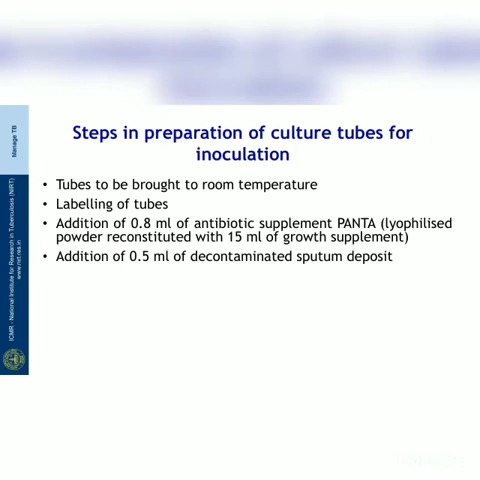 Steps in preparation of culture tubes for
inoculation
• Tubes to be brought to room temperature
• Labelling of tubes
• Addition of 0.8 ml of antibiotic supplement PANTA (lyophilised
powder reconstituted with 15 ml of growth supplement)
• Addition of 0.5 ml of decontaminated sputum deposit
Manage TB
ICMR - National Institute for Research in Tuberculosis (NIRT)
www.nirt.res.in